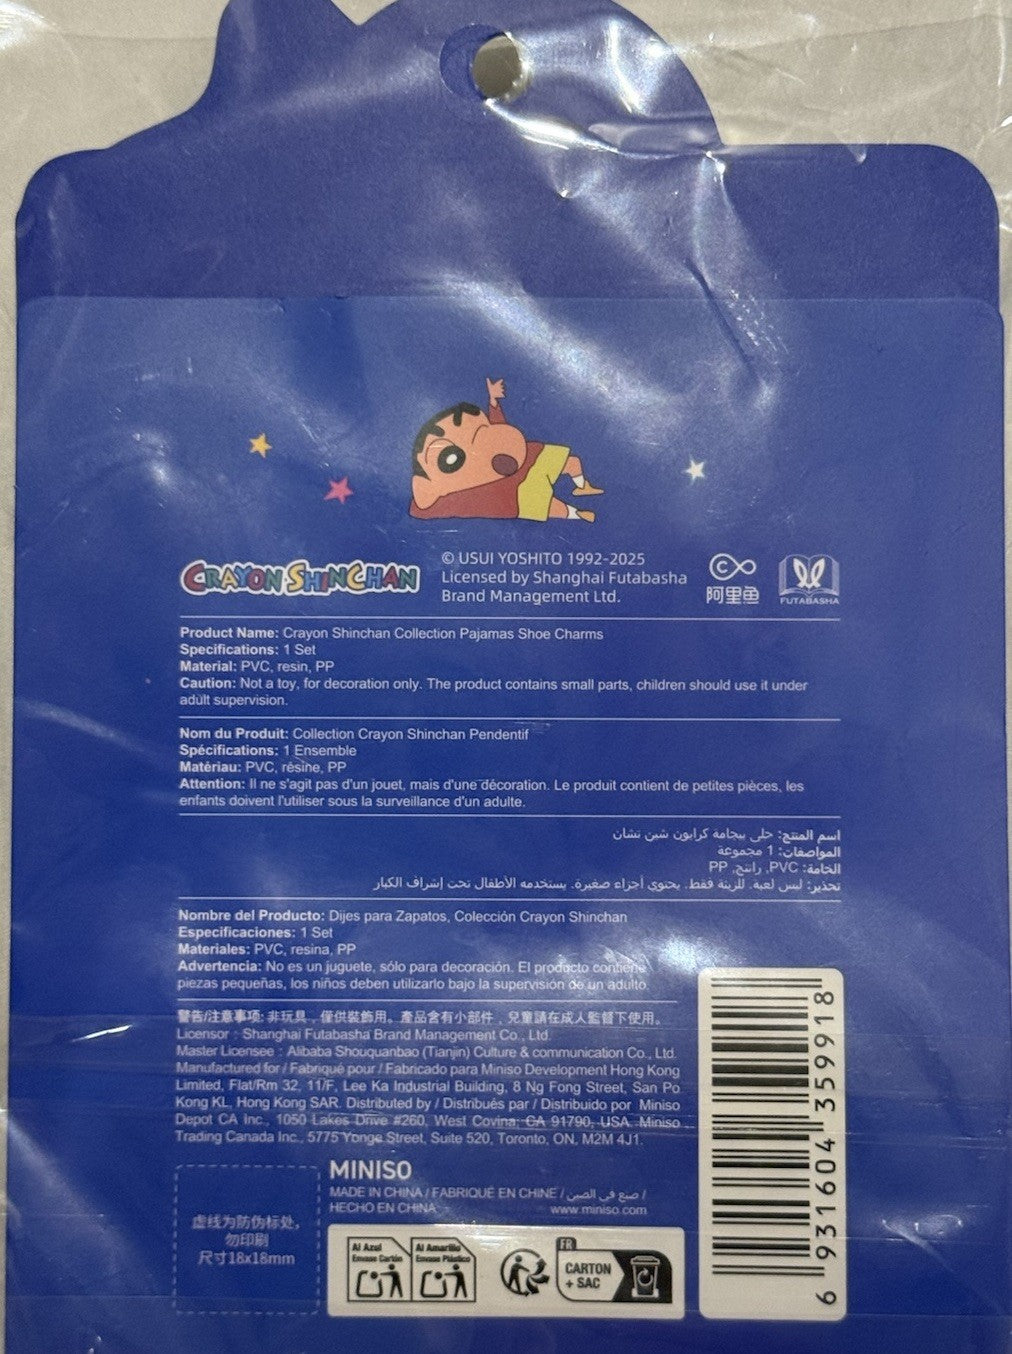 CRAYON SHINCHAN
© USUI YOSHITO 1992-2025
Licensed by Shanghai Futabasha
Brand Management Ltd.
阿里鱼
FUTABASHA
Product Name: Crayon Shinchan Collection Pajamas Shoe Charms
Specifications: 1 Set
Material: PVC, resin, PP
Caution: Not a toy, for decoration only. The product contains small parts, children should use it under
adult supervision.
Nom du Produit: Collection Crayon Shinchan Pendentif
Spécifications: 1 Ensemble
Matériau: PVC, résine, PP
Attention: Il ne s'agit pas d'un jouet, mais d'une décoration. Le produit contient de petites pièces, les
enfants doivent l'utiliser sous la surveillance d'un adulte.
اسم المنتج: حلى بيجامة كرايون شين تشان
المواصفات: 1 مجموعة
الخامة: PVC, راتنج, PP
تحذير: ليس لعبة. للزينة فقط. يحتوي أجزاء صغيرة. يستخدمه الأطفال تحت إشراف الكبار
Nombre del Producto: Dijes para Zapatos, Colección Crayon Shinchan
Especificaciones: 1 Set
Materiales: PVC, resina, PP
Advertencia: No es un juguete, sólo para decoración. El producto contiene
piezas pequeñas, los niños deben utilizarlo bajo la supervisión de un adulto.
警告/注意事项: 非玩具，僅供裝飾用。產品含有小部件，兒童請在成人監督下使用。
Licensor : Shanghai Futabasha Brand Management Co., Ltd.
Master Licensee : Alibaba Shouquanbao (Tianjin) Culture & communication Co., Ltd.
Manufactured for / Fabriqué pour / Fabricado para Miniso Development Hong Kong
Limited, Flat/Rm 32, 11/F, Lee Ka Industrial Building, 8 Ng Fong Street, San Po
Kong KL, Hong Kong SAR. Distributed by / Distribués par / Distribuido por Miniso
Depot CA Inc., 1050 Lakes Drive #260, West Covina, CA 91790, USA. Miniso
Trading Canada Inc., 5775 Yonge Street, Suite 520, Toronto, ON, M2M 4J1.
MINISO
MADE IN CHINA / FABRIQUÉ EN CHINE / صنع في الصين /
HECHO EN CHINA www.miniso.com
虚线为防伪标处，
勿印刷
尺寸18x18mm
Al Azul
Envase Cartón
Al Amarillo
Envase Plástico
FR
CARTON
+ SAC
6 931604 359918